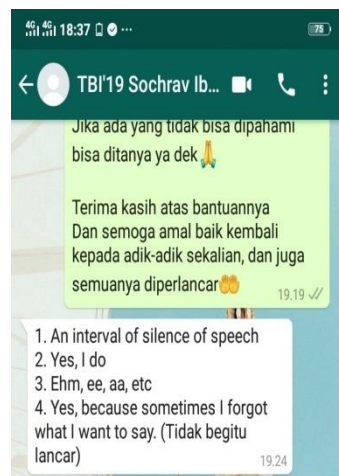 4G 4G 18:37 75
TBI'19 Sochrav Ib...
Jika ada yang tidak bisa dipahami
bisa ditanya ya dek🙏
Terima kasih atas bantuannya
Dan semoga amal baik kembali
kepada adik-adik sekalian, dan juga
semuanya diperlancar🤲
19.19
1. An interval of silence of speech
2. Yes, I do
3. Ehm, ee, aa, etc
4. Yes, because sometimes I forgot
what I want to say. (Tidak begitu
lancar)
19.24